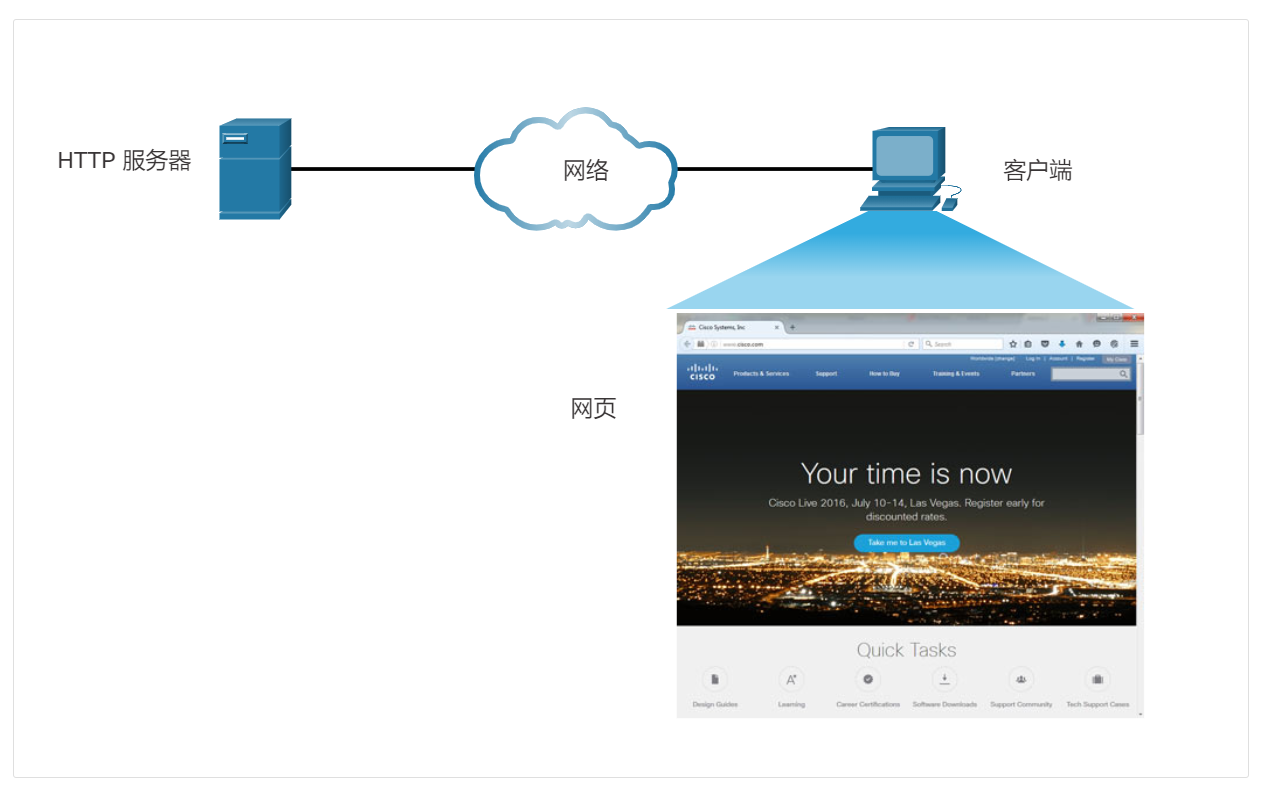 HTTP 服务器
网络
客户端
网页
Cisco Systems, Inc
www.cisco.com
Search
Worldwide [change] Log In | Account | Register My Cisco
CISCO
Products & Services Support How to Buy Training & Events Partners
Your time is now
Cisco Live 2016, July 10-14, Las Vegas. Register early for
discounted rates.
Take me to Las Vegas
Quick Tasks
Design Guides Learning Career Certifications Software Downloads Support Community Tech Support Cases